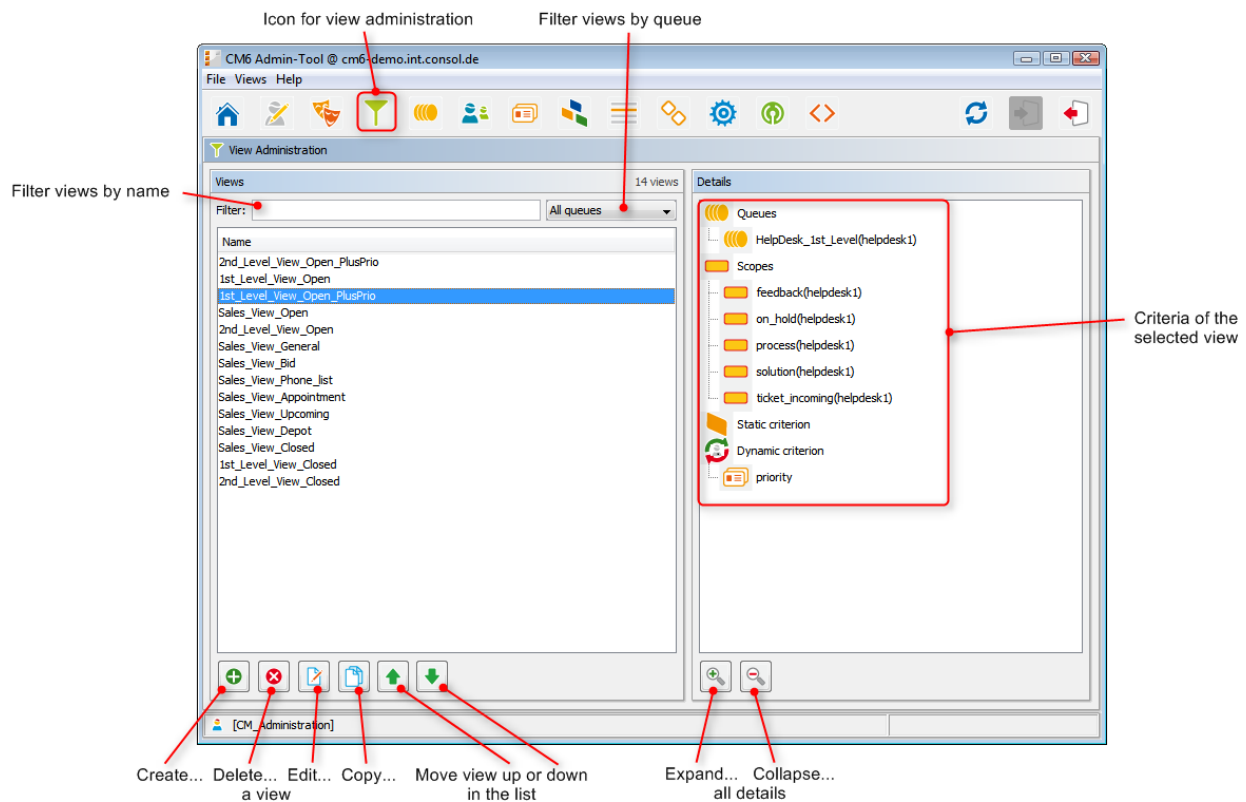 Icon for view administration
Filter views by queue
CM6 Admin-Tool @ cm6-demo.int.consol.de
File Views Help
View Administration
Views
14 views
Details
Filter views by name
Filter:
All queues
Name
2nd_Level_View_Open_PlusPrio
1st_Level_View_Open
1st_Level_View_Open_PlusPrio
Sales_View_Open
2nd_Level_View_Open
Sales_View_General
Sales_View_Bid
Sales_View_Phone_list
Sales_View_Appointment
Sales_View_Upcoming
Sales_View_Depot
Sales_View_Closed
1st_Level_View_Closed
2nd_Level_View_Closed
Queues
HelpDesk_1st_Level(helpdesk1)
Scopes
feedback(helpdesk1)
on_hold(helpdesk1)
process(helpdesk1)
solution(helpdesk1)
ticket_incoming(helpdesk1)
Static criterion
Dynamic criterion
priority
Criteria of the
selected view
[CM_Administration]
Create... Delete... Edit... Copy...
a view
Move view up or down
in the list
Expand... Collapse...
all details